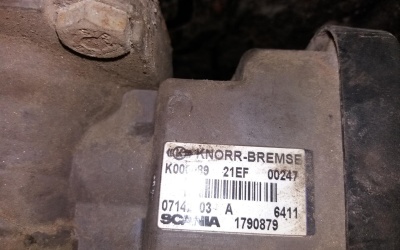 KNORR-BREMSE
21EF 00247
A 6411
SCANIA 1790879